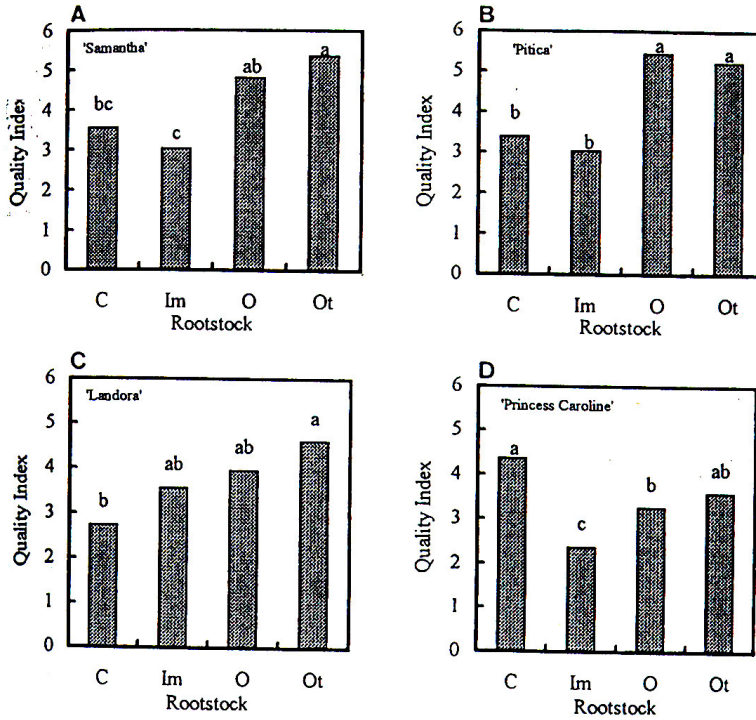 A
'Samantha'
Quality Index
6
5
4
3
2
1
0
bc
c
ab
a
C Im O Ot
Rootstock
B
'Pitica'
Quality Index
6
5
4
3
2
1
0
b
b
a
a
C Im O Ot
Rootstock
C
'Landora'
Quality Index
6
5
4
3
2
1
0
b
ab
ab
a
C Im O Ot
Rootstock
D
'Princess Caroline'
Quality Index
6
5
4
3
2
1
0
a
c
b
ab
C Im O Ot
Rootstock